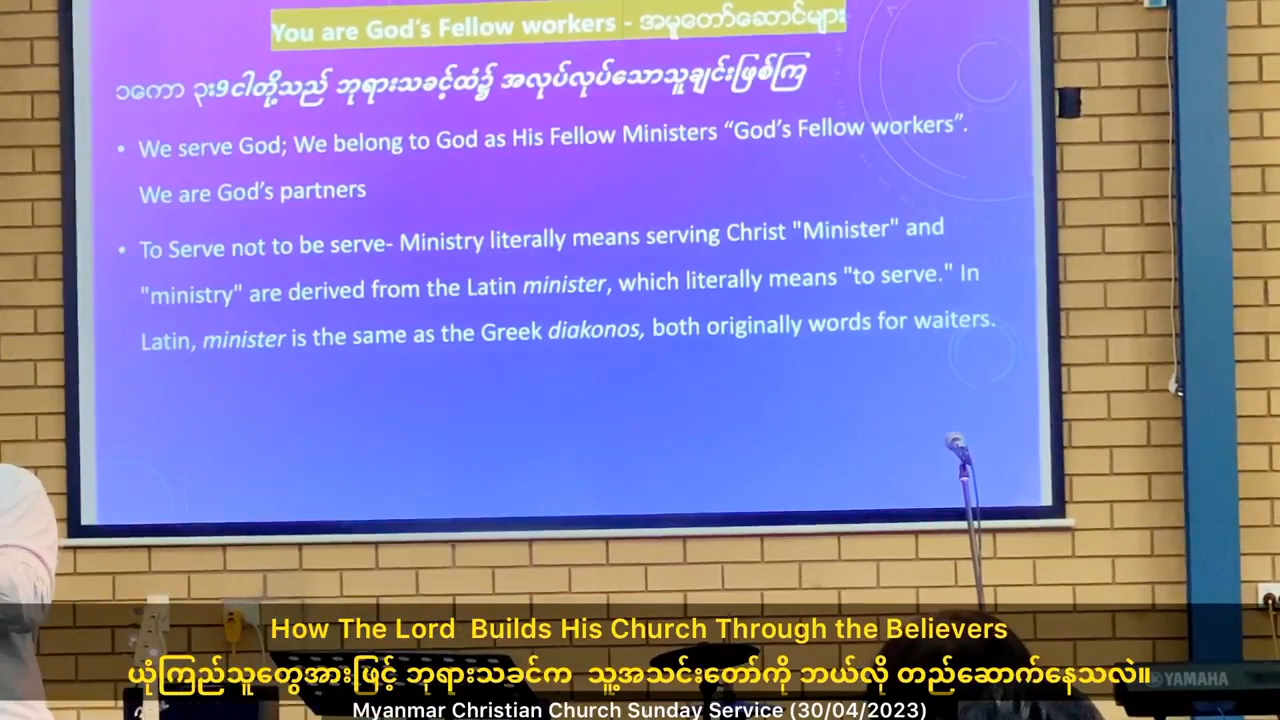 You are God's Fellow workers - အမှုတော်ဆောင်များ
၁ကော ၃း9ငါတို့သည် ဘုရားသခင့်ထံ၌ အလုပ်လုပ်သောသူချင်းဖြစ်ကြ
• We serve God; We belong to God as His Fellow Ministers “God's Fellow workers”.
We are God's partners
• To Serve not to be serve- Ministry literally means serving Christ "Minister" and
"ministry" are derived from the Latin minister, which literally means "to serve." In
Latin, minister is the same as the Greek diakonos, both originally words for waiters.
How The Lord Builds His Church Through the Believers
ယုံကြည်သူတွေအားဖြင့် ဘုရားသခင်က သူ့အသင်းတော်ကို ဘယ်လို တည်ဆောက်နေသလဲ။
YAMAHA
Myanmar Christian Church Sunday Service (30/04/2023)